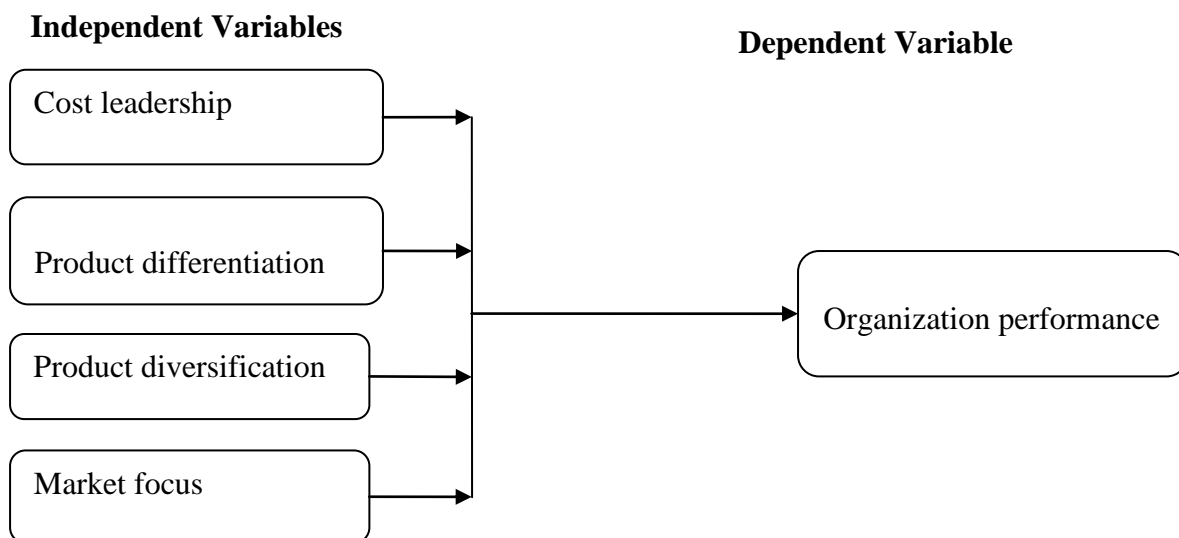 Independent Variables
Dependent Variable
Cost leadership
Product differentiation
Product diversification
Market focus
Organization performance